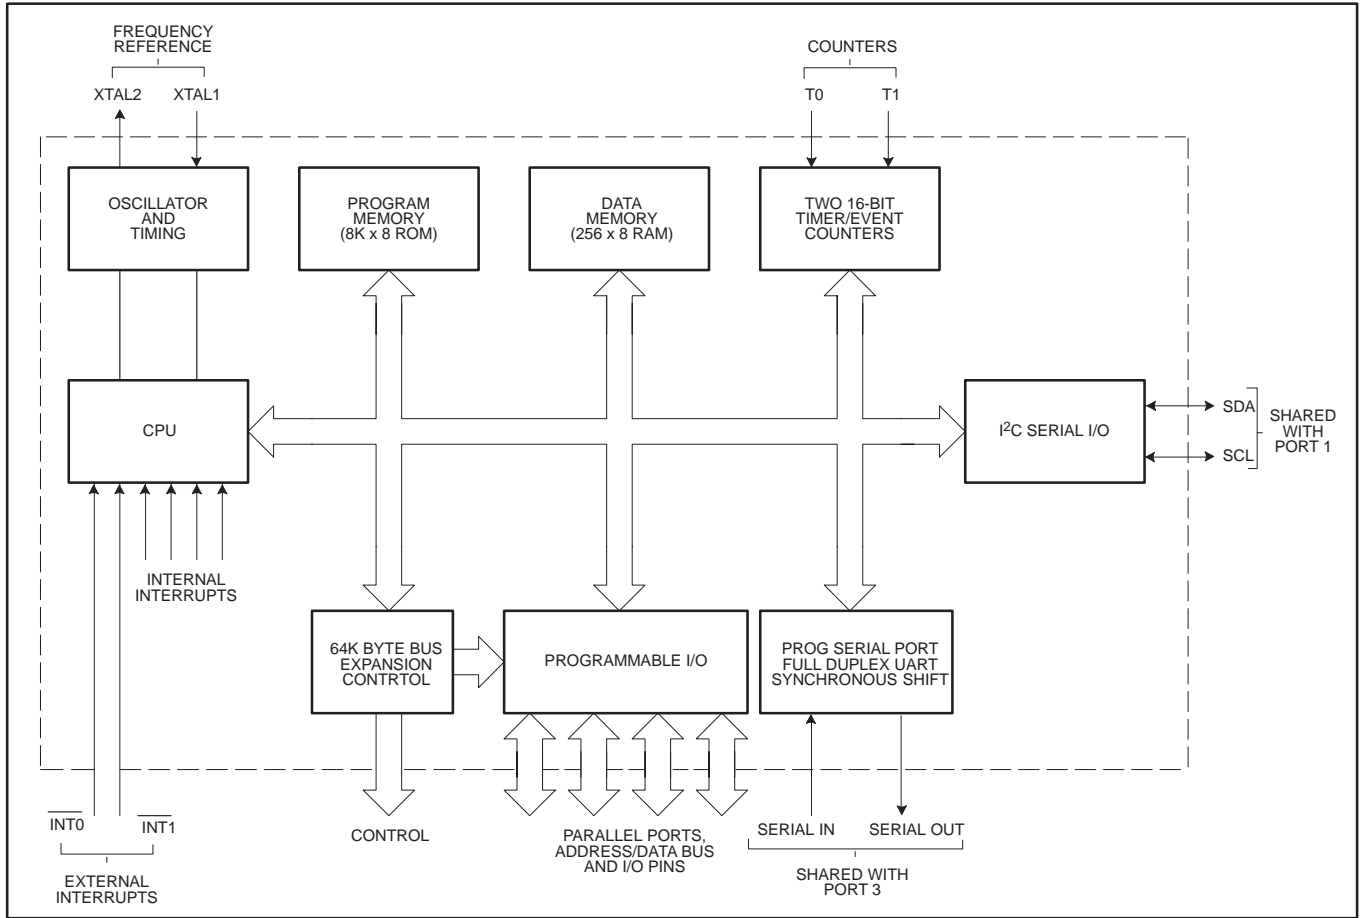 FREQUENCY
REFERENCE
COUNTERS
XTAL2
XTAL1
T0
T1
OSCILLATOR
AND
TIMING
PROGRAM
MEMORY
(8K x 8 ROM)
DATA
MEMORY
(256 x 8 RAM)
TWO 16-BIT
TIMER/EVENT
COUNTERS
CPU
I2C SERIAL I/O
SDA
SCL
SHARED
WITH
PORT 1
INTERNAL
INTERRUPTS
64K BYTE BUS
EXPANSION
CONTRTOL
PROGRAMMABLE I/O
PROG SERIAL PORT
FULL DUPLEX UART
SYNCHRONOUS SHIFT
INT0
INT1
EXTERNAL
INTERRUPTS
CONTROL
PARALLEL PORTS,
ADDRESS/DATA BUS
AND I/O PINS
SERIAL IN
SERIAL OUT
SHARED WITH
PORT 3